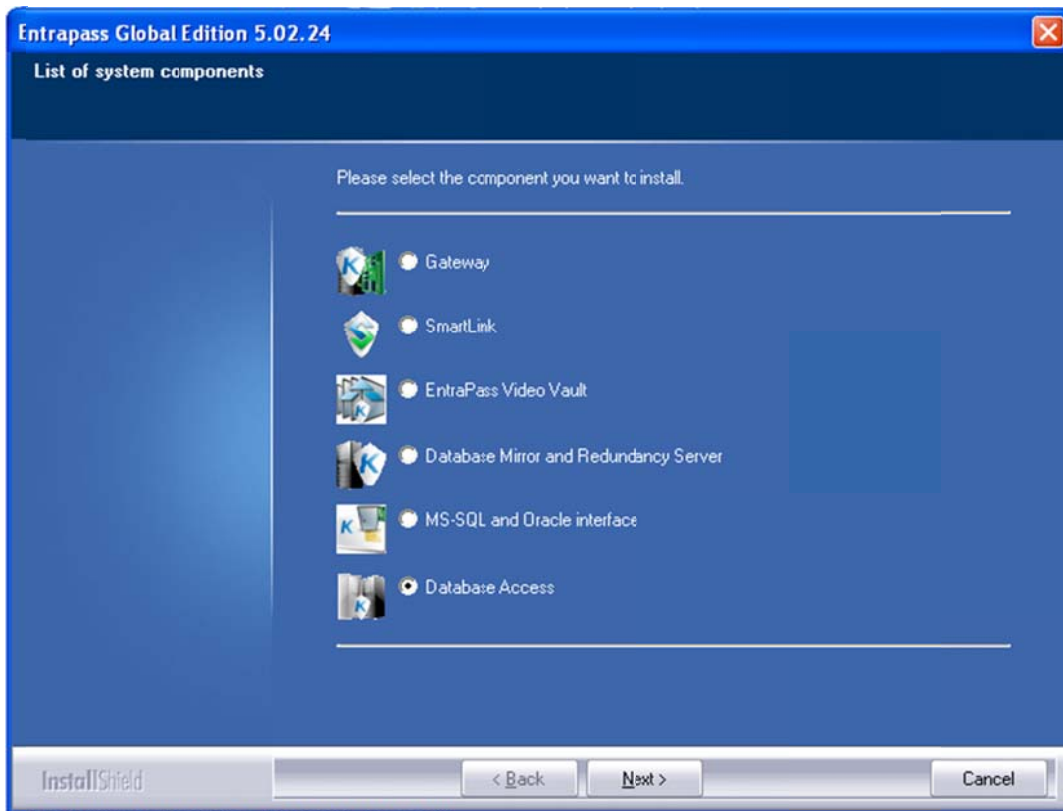 Entrapass Global Edition 5.02.24
List of system components
Please select the component you want to install.
Gateway
SmartLink
EntraPass Video Vault
Database Mirror and Redundancy Server
MS-SQL and Oracle interface
Database Access
InstallShield
< Back
Next >
Cancel